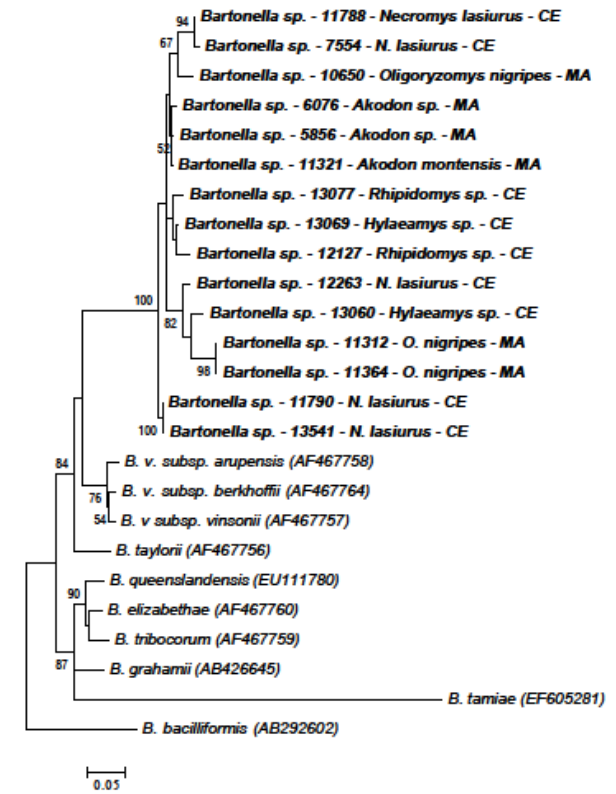 94
Bartonella sp. - 11788 - Necromys lasiurus - CE
67
Bartonella sp. - 7554 - N. lasiurus - CE
Bartonella sp. - 10650 - Oligoryzomys nigripes - MA
Bartonella sp. - 6076 - Akodon sp. - MA
Bartonella sp. - 5856 - Akodon sp. - MA
52
Bartonella sp. - 11321 - Akodon montensis - MA
Bartonella sp. - 13077 - Rhipidomys sp. - CE
Bartonella sp. - 13069 - Hylaeamys sp. - CE
Bartonella sp. - 12127 - Rhipidomys sp. - CE
Bartonella sp. - 12263 - N. lasiurus - CE
100
Bartonella sp. - 13060 - Hylaeamys sp. - CE
82
Bartonella sp. - 11312 - O. nigripes - MA
98
Bartonella sp. - 11364 - O. nigripes - MA
Bartonella sp. - 11790 - N. lasiurus - CE
100
Bartonella sp. - 13541 - N. lasiurus - CE
84
B. v. subsp. arupensis (AF467758)
76
B. v. subsp. berkhoffii (AF467764)
54
B. v subsp. vinsonii (AF467757)
B. taylorii (AF467756)
90
B. queenslandensis (EU111780)
B. elizabethae (AF467760)
B. tribocorum (AF467759)
87
B. grahamii (AB426645)
B. tamiae (EF605281)
B. bacilliformis (AB292602)
0.05